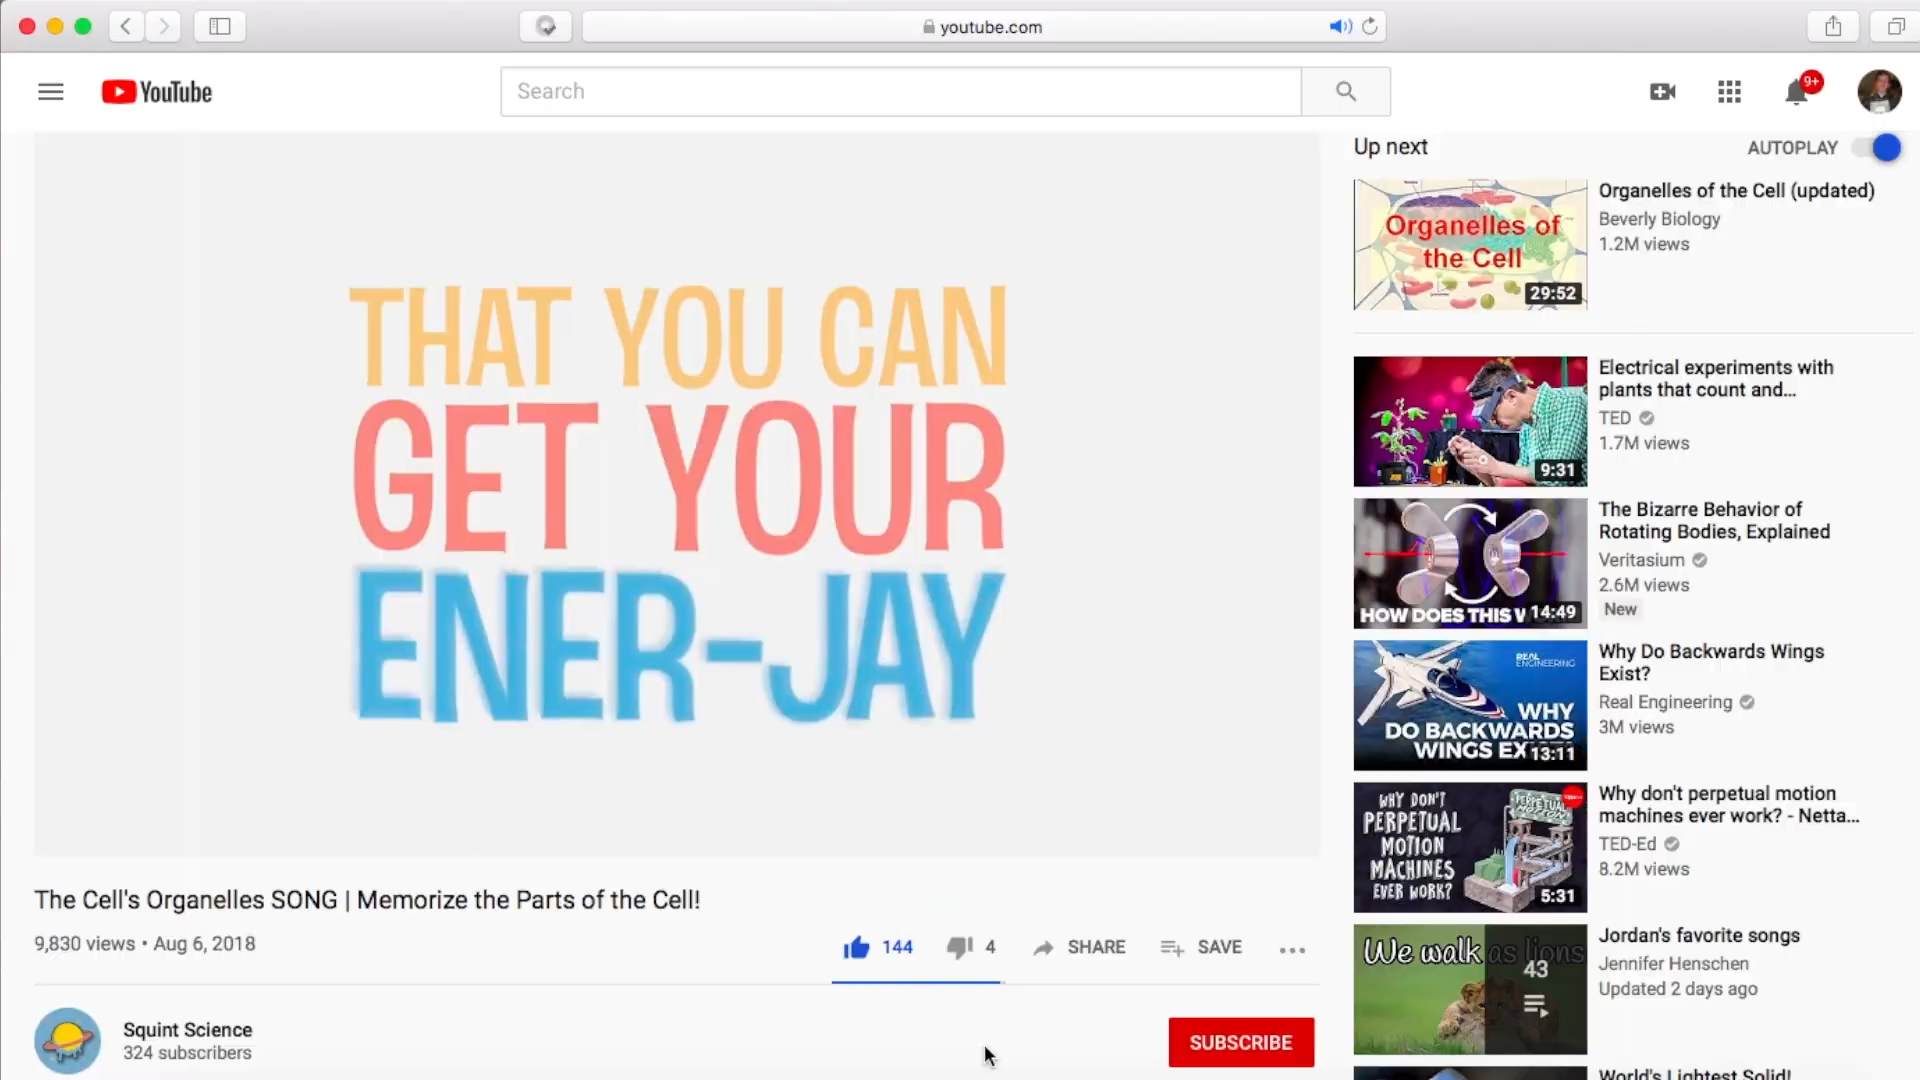 youtube.com
YouTube
Search
9+
THAT YOU CAN
GET YOUR
ENER-JAY
The Cell's Organelles SONG | Memorize the Parts of the Cell!
9,830 views • Aug 6, 2018
144
4
SHARE
SAVE
Squint Science
324 subscribers
SUBSCRIBE
Up next
AUTOPLAY
Organelles of
the Cell
29:52
Organelles of the Cell (updated)
Beverly Biology
1.2M views
9:31
Electrical experiments with
plants that count and...
TED
1.7M views
HOW DOES THIS
14:49
The Bizarre Behavior of
Rotating Bodies, Explained
Veritasium
2.6M views
New
REAL
ENGINEERING
WHY
DO BACKWARDS
WINGS EX
13:11
Why Do Backwards Wings
Exist?
Real Engineering
3M views
WHY DON'T
PERPETUAL
MOTION
MACHINES
EVER WORK?
PERPETUAL
MOTION
5:31
Why don't perpetual motion
machines ever work? - Netta...
TED-Ed
8.2M views
We walk as lions
43
Jordan's favorite songs
Jennifer Henschen
Updated 2 days ago
World's Lightest Solid!